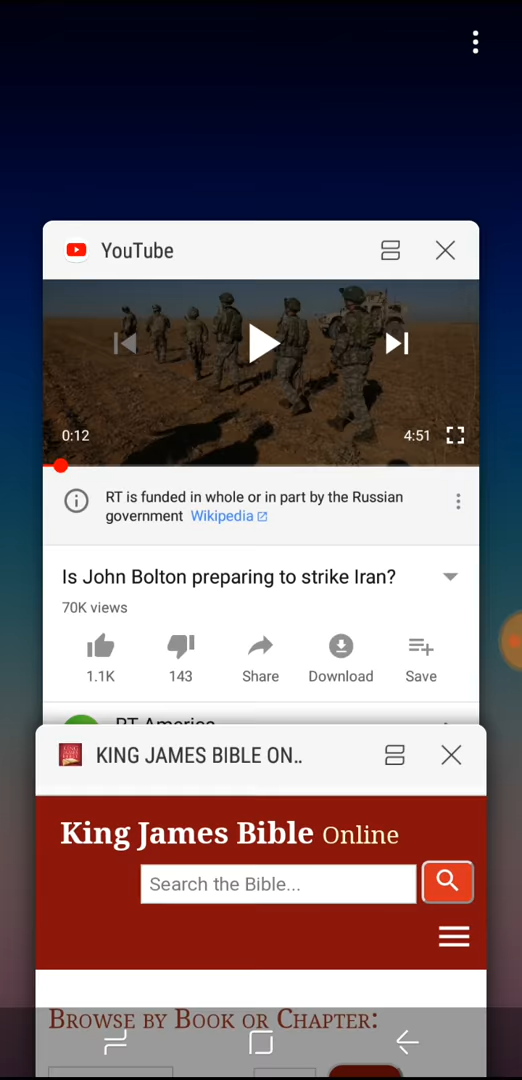 YouTube
0:12
4:51
RT is funded in whole or in part by the Russian
government Wikipedia
Is John Bolton preparing to strike Iran?
70K views
1.1K
143
Share
Download
Save
RT America
KING JAMES BIBLE ON..
King James Bible Online
Search the Bible...
Browse by Book or Chapter: